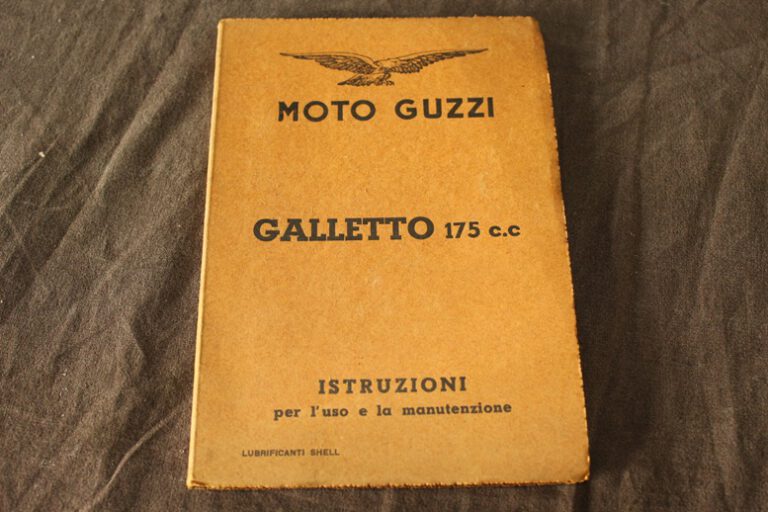 MOTO GUZZI
GALLETTO 175 c.c
ISTRUZIONI
per l'uso e la manutenzione
LUBRIFICANTI SHELL